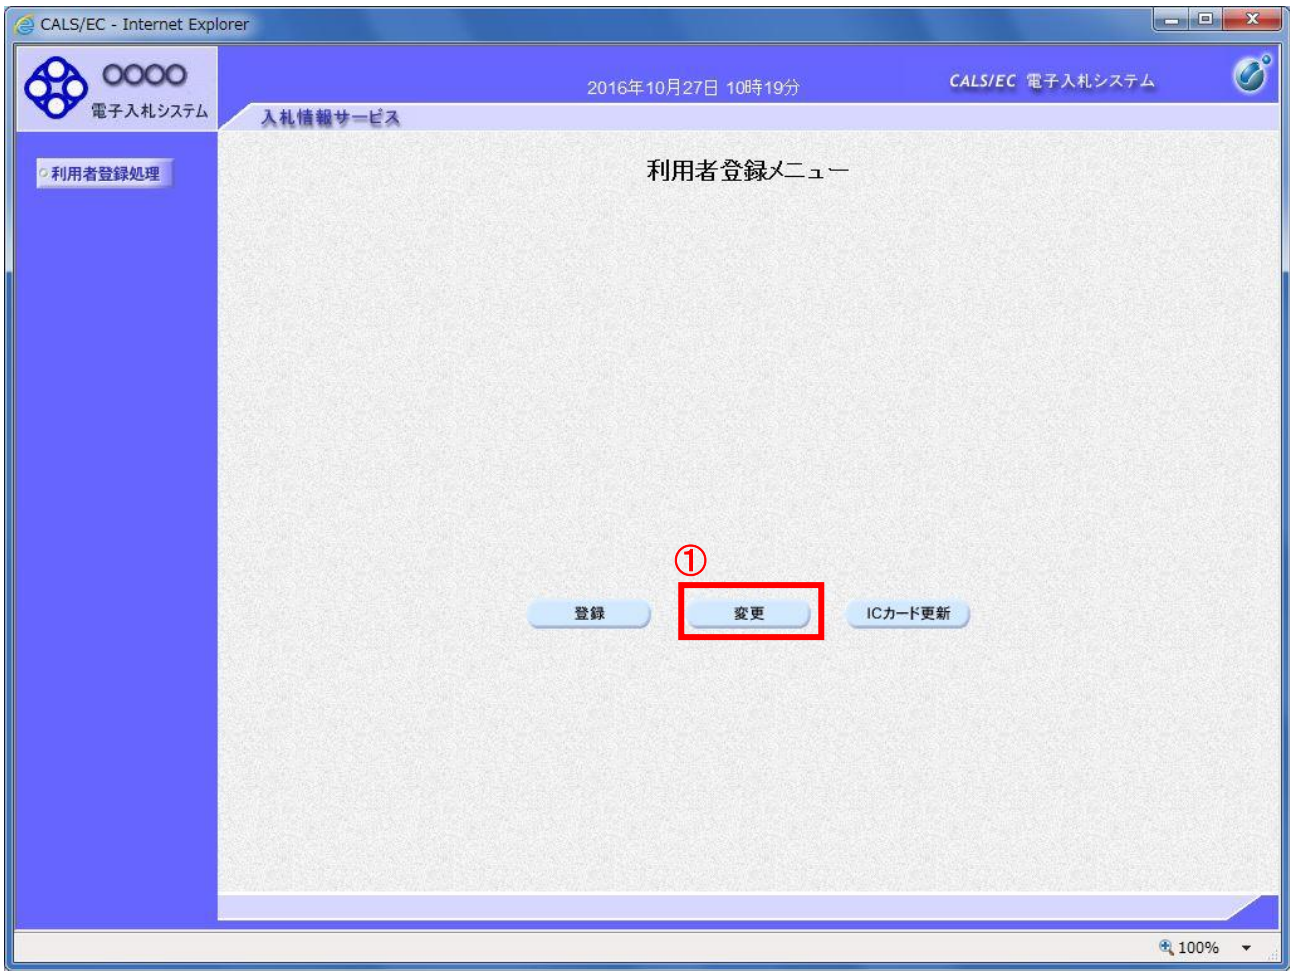 CALS/EC - Internet Explorer
○○○○
電子入札システム
2016年10月27日 10時19分
CALS/EC 電子入札システム
入札情報サービス
利用者登録処理
利用者登録メニュー
①
登録
変更
ICカード更新
100%